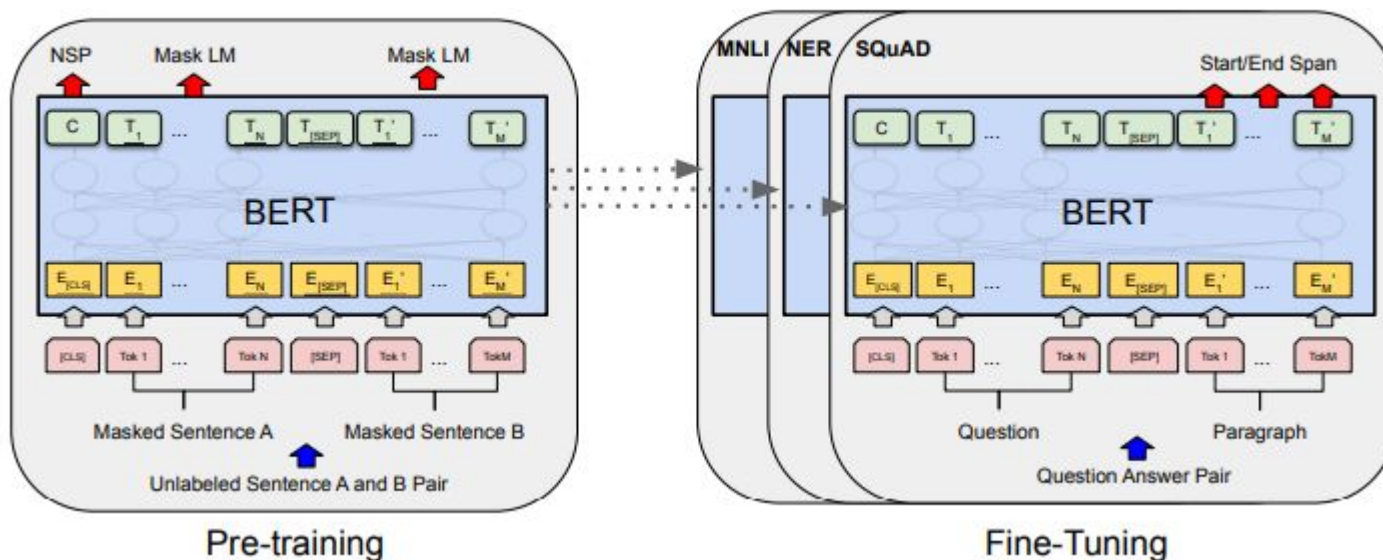 NSP Mask LM Mask LM
C T1 ... TN T[SEP] T1' ... TM'
BERT
E[CLS] E1 ... EN E[SEP] E1' ... EM'
[CLS] Tok 1 ... Tok N [SEP] Tok 1 ... TokM
Masked Sentence A Masked Sentence B
Unlabeled Sentence A and B Pair
Pre-training
MNLI NER SQuAD
Start/End Span
C T1 ... TN T[SEP] T1' ... TM'
BERT
E[CLS] E1 ... EN E[SEP] E1' ... EM'
[CLS] Tok 1 ... Tok N [SEP] Tok 1 ... TokM
Question Paragraph
Question Answer Pair
Fine-Tuning